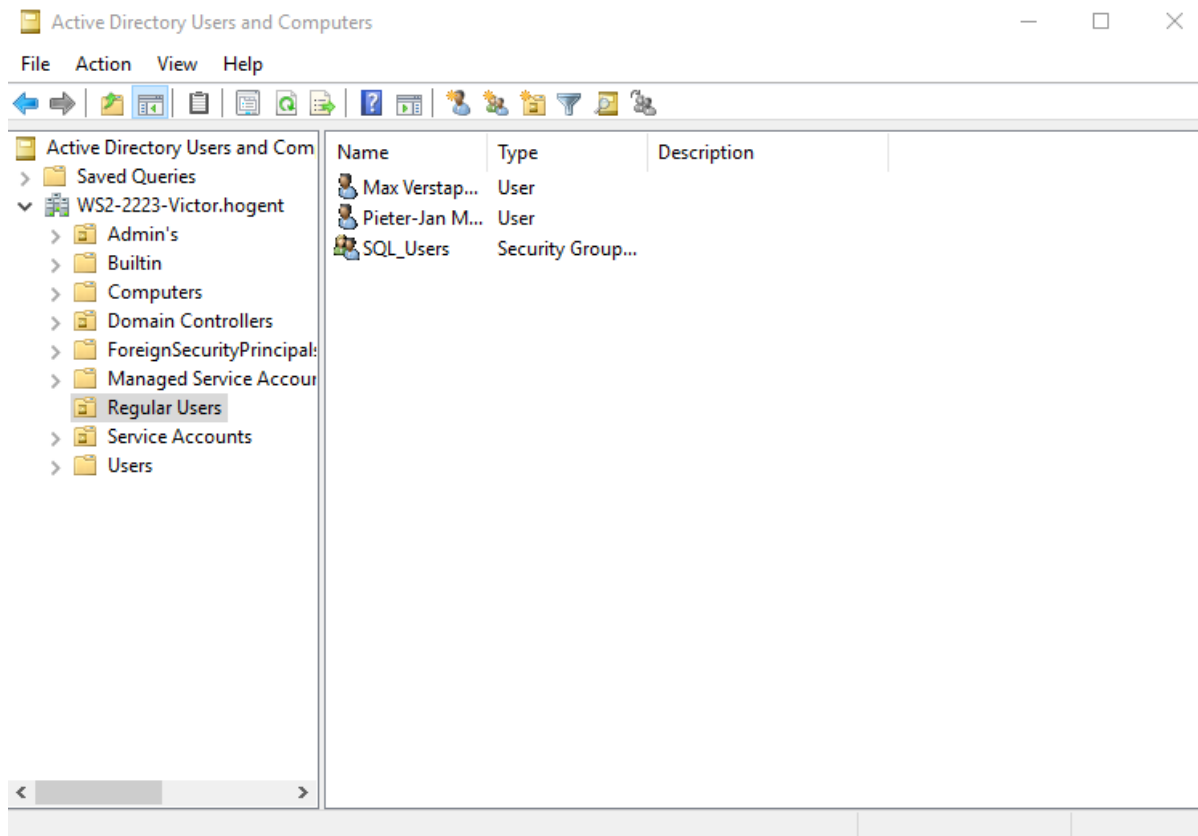 Active Directory Users and Computers
File Action View Help
Active Directory Users and Com
Saved Queries
WS2-2223-Victor.hogent
Admin's
Builtin
Computers
Domain Controllers
ForeignSecurityPrincipal
Managed Service Accour
Regular Users
Service Accounts
Users
Name Type Description
Max Verstap... User
Pieter-Jan M... User
SQL_Users Security Group...